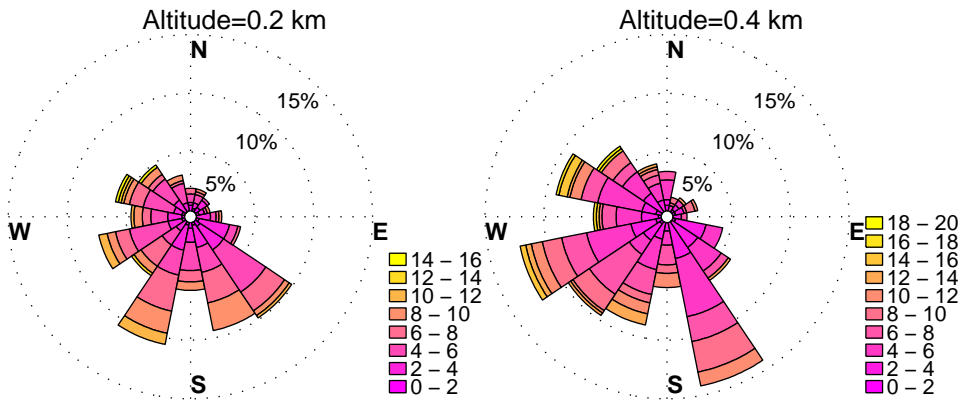 Altitude=0.2 km
N
15%
10%
5%
W
E
S
14 – 16
12 – 14
10 – 12
8 – 10
6 – 8
4 – 6
2 – 4
0 – 2
Altitude=0.4 km
N
15%
10%
5%
W
E
S
18 – 20
16 – 18
14 – 16
12 – 14
10 – 12
8 – 10
6 – 8
4 – 6
2 – 4
0 – 2